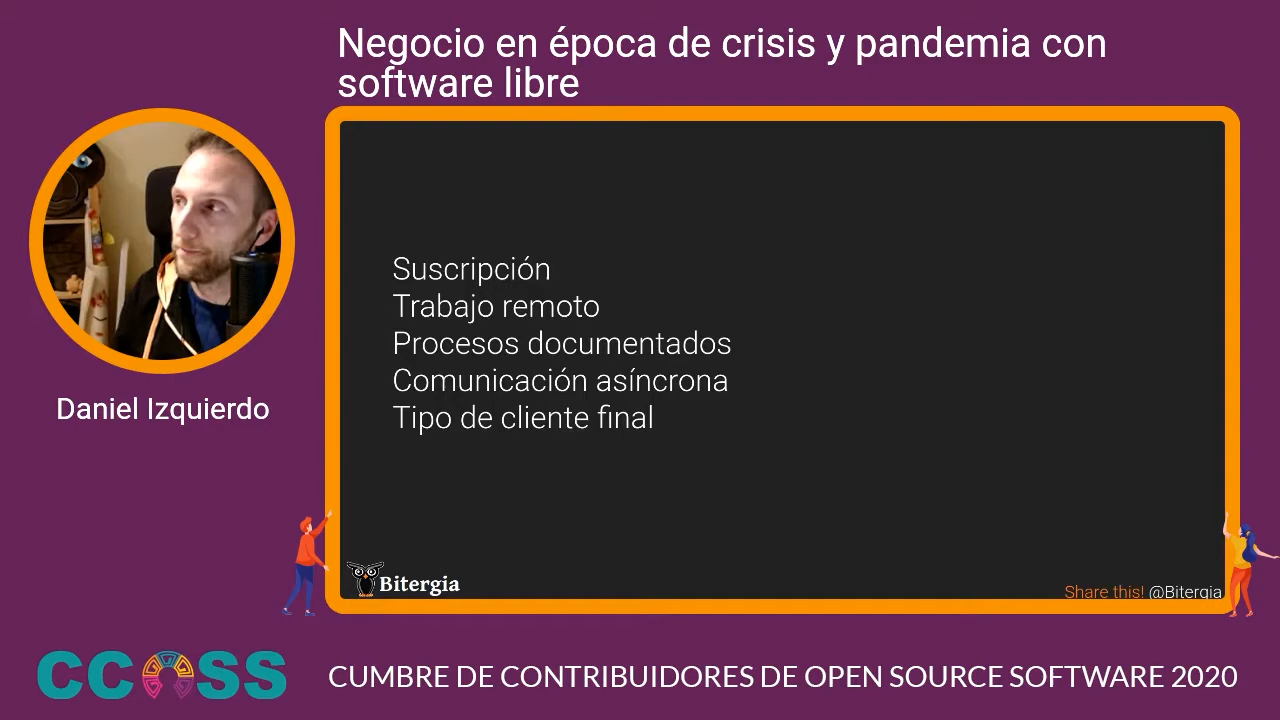 Negocio en época de crisis y pandemia con
software libre
Daniel Izquierdo
Suscripción
Trabajo remoto
Procesos documentados
Comunicación asíncrona
Tipo de cliente final
Bitergia
Share this! @Bitergia
CCOSS
CUMBRE DE CONTRIBUIDORES DE OPEN SOURCE SOFTWARE 2020